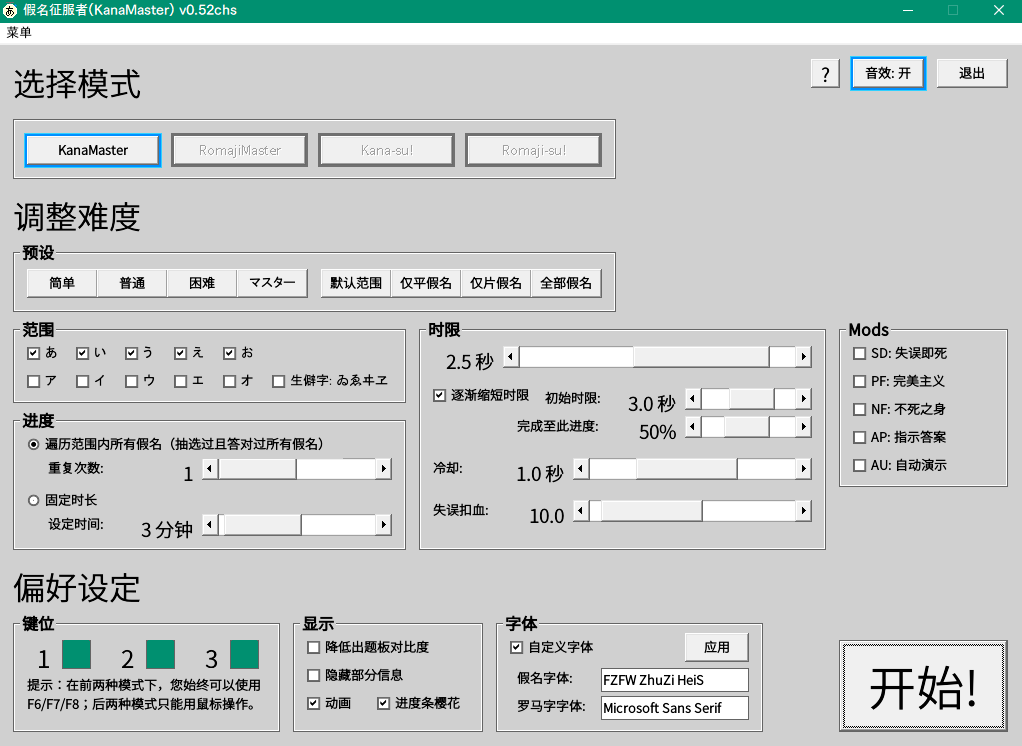 あ 假名征服者(KanaMaster) v0.52chs
菜单
选择模式
? 音效: 开 退出
KanaMaster RomajiMaster Kana-su! Romaji-su!
调整难度
预设
简单 普通 困难 マスター 默认范围 仅平假名 仅片假名 全部假名
范围
あ い う え お
ア イ ウ エ オ 生僻字: ゐゑヰヱ
进度
遍历范围内所有假名（抽选过且答对过所有假名）
重复次数: 1
固定时长
设定时间: 3 分钟
时限
2.5 秒
逐渐缩短时限 初始时限: 3.0 秒
完成至此进度: 50%
冷却: 1.0 秒
失误扣血: 10.0
Mods
SD: 失误即死
PF: 完美主义
NF: 不死之身
AP: 指示答案
AU: 自动演示
偏好设定
键位
1 2 3
提示：在前两种模式下，您始终可以使用
F6/F7/F8；后两种模式只能用鼠标操作。
显示
降低出题板对比度
隐藏部分信息
动画 进度条樱花
字体
自定义字体 应用
假名字体: FZFW ZhuZi HeiS
罗马字字体: Microsoft Sans Serif
开始!